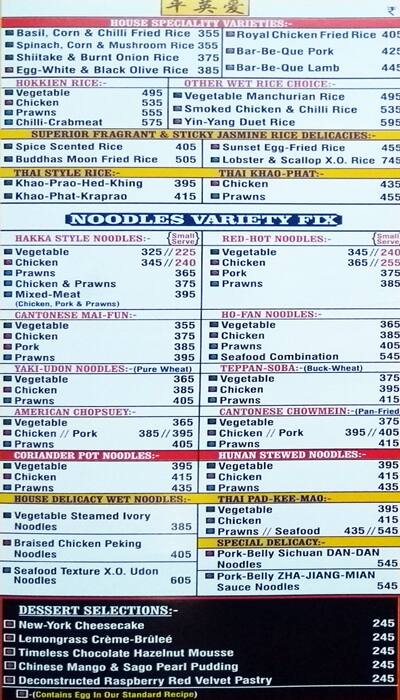 羊 英 愛
₹
HOUSE SPECIALITY VARIETIES:-
Basil, Corn & Chilli Fried Rice 355
Spinach, Corn & Mushroom Rice 355
Shiitake & Burnt Onion Rice 375
Egg-White & Black Olive Rice 385
Royal Chicken Fried Rice 405
Bar-Be-Que Pork 425
Bar-Be-Que Lamb 445
HOKKIEN RICE:-
Vegetable 495
Chicken 535
Prawns 555
Chilli-Crabmeat 575
OTHER WET RICE CHOICE:-
Vegetable Manchurian Rice 495
Smoked Chicken & Chilli Rice 535
Yin-Yang Duet Rice 595
SUPERIOR FRAGRANT & STICKY JASMINE RICE DELICACIES:-
Spice Scented Rice 405
Buddhas Moon Fried Rice 505
Sunset Egg-Fried Rice 455
Lobster & Scallop X.O. Rice 745
THAI STYLE RICE:-
Khao-Prao-Hed-Khing 395
Khao-Phat-Kraprao 415
THAI KHAO-PHAT:-
Chicken 435
Prawns 455
NOODLES VARIETY FIX
HAKKA STYLE NOODLES:- {Small Serve}
Vegetable 325//225
Chicken 345//240
Prawns 365
Chicken & Prawns 375
Mixed-Meat 395
(Chicken, Pork & Prawns)
RED-HOT NOODLES:- {Small Serve}
Vegetable 345//240
Chicken 365//255
Pork 375
Prawns 385
CANTONESE MAI-FUN:-
Vegetable 355
Chicken 375
Pork 385
Prawns 395
HO-FAN NOODLES:-
Vegetable 365
Chicken 385
Prawns 405
Seafood Combination 545
YAKI-UDON NOODLES:-(Pure Wheat)
Vegetable 365
Chicken 385
Prawns 405
TEPPAN-SOBA:-(Buck-Wheat)
Vegetable 375
Chicken 395
Prawns 415
AMERICAN CHOPSUEY:-
Vegetable 365
Chicken // Pork 385//395
Prawns 405
CANTONESE CHOWMEIN:-(Pan-Fried
Vegetable 375
Chicken // Pork 395//405
Prawns 415
CORIANDER POT NOODLES:-
Vegetable 395
Chicken 415
Prawns 435
HUNAN STEWED NOODLES:-
Vegetable 395
Chicken 415
Prawns 435
HOUSE DELICACY WET NOODLES:-
Vegetable Steamed Ivory
Noodles 385
Braised Chicken Peking
Noodles 405
Seafood Texture X.O. Udon
Noodles 605
THAI PAD-KEE-MAO:-
Vegetable 395
Chicken 415
Prawns // Seafood 435//545
SPECIAL DELICACY:-
Pork-Belly Sichuan DAN-DAN
Noodles 545
Pork-Belly ZHA-JIANG-MIAN
Sauce Noodles 545
DESSERT SELECTIONS:-
New-York Cheesecake 245
Lemongrass Crème-Brûleé 245
Timeless Chocolate Hazelnut Mousse 245
Chinese Mango & Sago Pearl Pudding 245
Deconstructed Raspberry Red Velvet Pastry 245
-(Contains Egg In Our Standard Recipe)